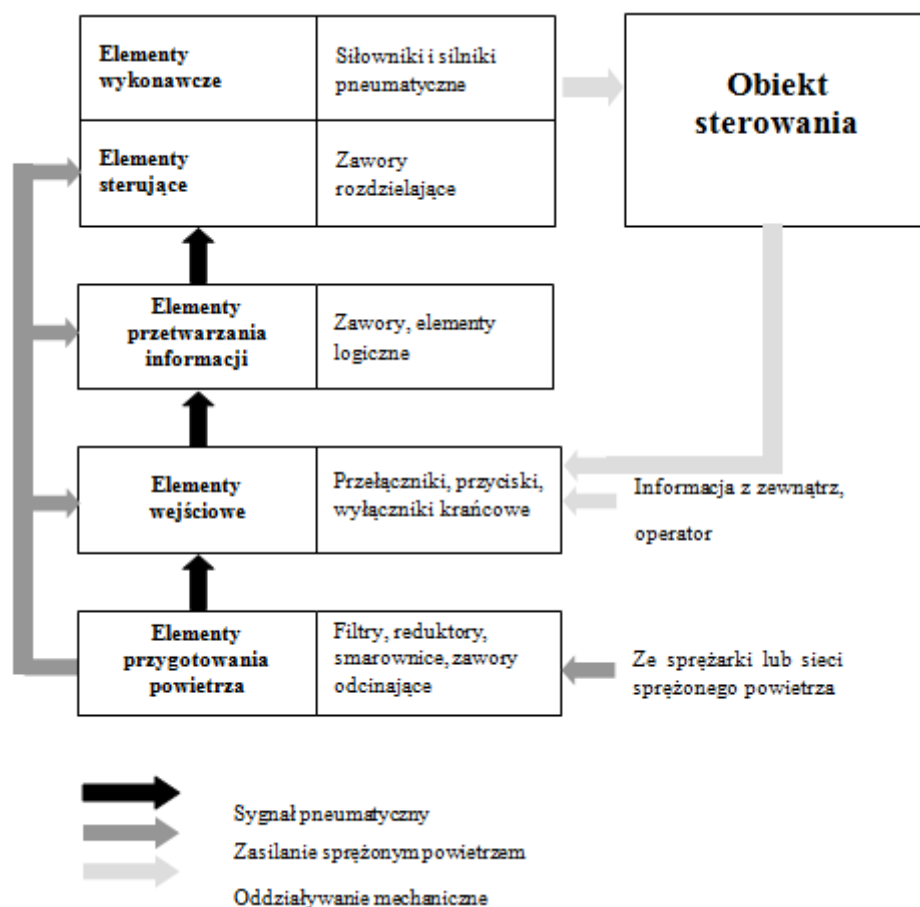 Elementy
wykonawcze
Siłowniki i silniki
pneumatyczne
Obiekt
sterowania
Elementy
sterujące
Zawory
rozdzielające
Elementy
przetwarzania
informacji
Zawory, elementy
logiczne
Elementy
wejściowe
Przełączniki, przyciski,
wyłączniki krańcowe
Informacja z zewnątrz,
operator
Elementy
przygotowania
powietrza
Filtry, reduktory,
smarownice, zawory
odcinające
Ze sprężarki lub sieci
sprężonego powietrza
Sygnał pneumatyczny
Zasilanie sprężonym powietrzem
Oddziaływanie mechaniczne